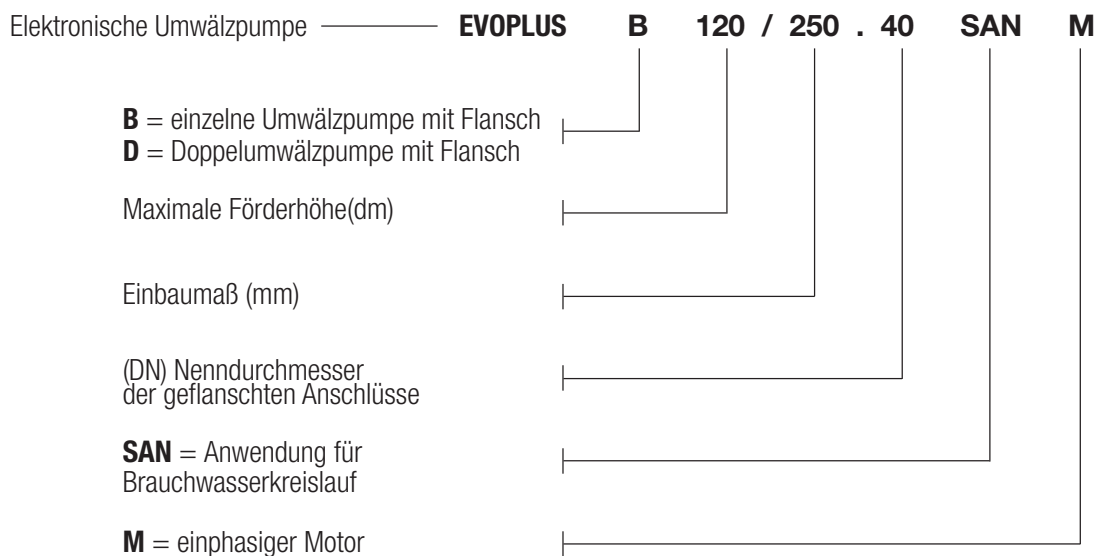 Elektronische Umwälzpumpe EVOPLUS B 120 / 250 . 40 SAN M
B = einzelne Umwälzpumpe mit Flansch
D = Doppelumwälzpumpe mit Flansch
Maximale Förderhöhe(dm)
Einbaumaß (mm)
(DN) Nenndurchmesser
der geflanschten Anschlüsse
SAN = Anwendung für
Brauchwasserkreislauf
M = einphasiger Motor